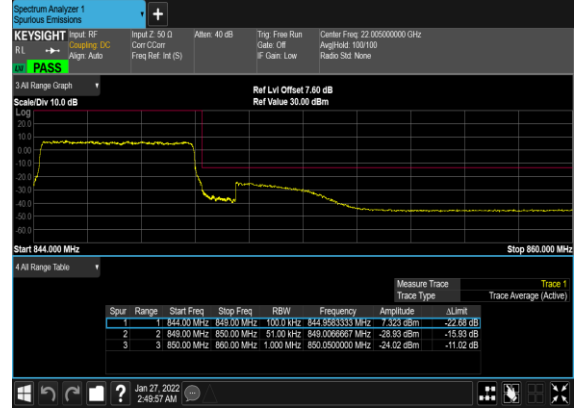 Spectrum Analyzer 1
Spurious Emissions
KEYSIGHT Input: RF Input Z: 50 Ω Atten: 40 dB Trig: Free Run Center Freq: 22.005000000 GHz
RL Coupling: DC Corr CCorr Gate: Off Avg|Hold: 100/100
Align: Auto Freq Ref: Int (S) IF Gain: Low Radio Std: None
PASS
3 All Range Graph
Ref Lvl Offset 7.60 dB
Scale/Div 10.0 dB Ref Value 30.00 dBm
Log
20.0
10.0
0.00
-10.0
-20.0
-30.0
-40.0
-50.0
-60.0
Start 844.000 MHz Stop 860.000 MHz
4 All Range Table
Measure Trace Trace 1
Trace Type Trace Average (Active)
Spur Range Start Freq Stop Freq RBW Frequency Amplitude ΔLimit
1 1 844.00 MHz 849.00 MHz 100.0 kHz 844.9583333 MHz 7.323 dBm -22.68 dB
2 2 849.00 MHz 850.00 MHz 51.00 kHz 849.0066667 MHz -28.93 dBm -15.93 dB
3 3 850.00 MHz 860.00 MHz 1.000 MHz 850.0500000 MHz -24.02 dBm -11.02 dB
? Jan 27, 2022
2:49:57 AM